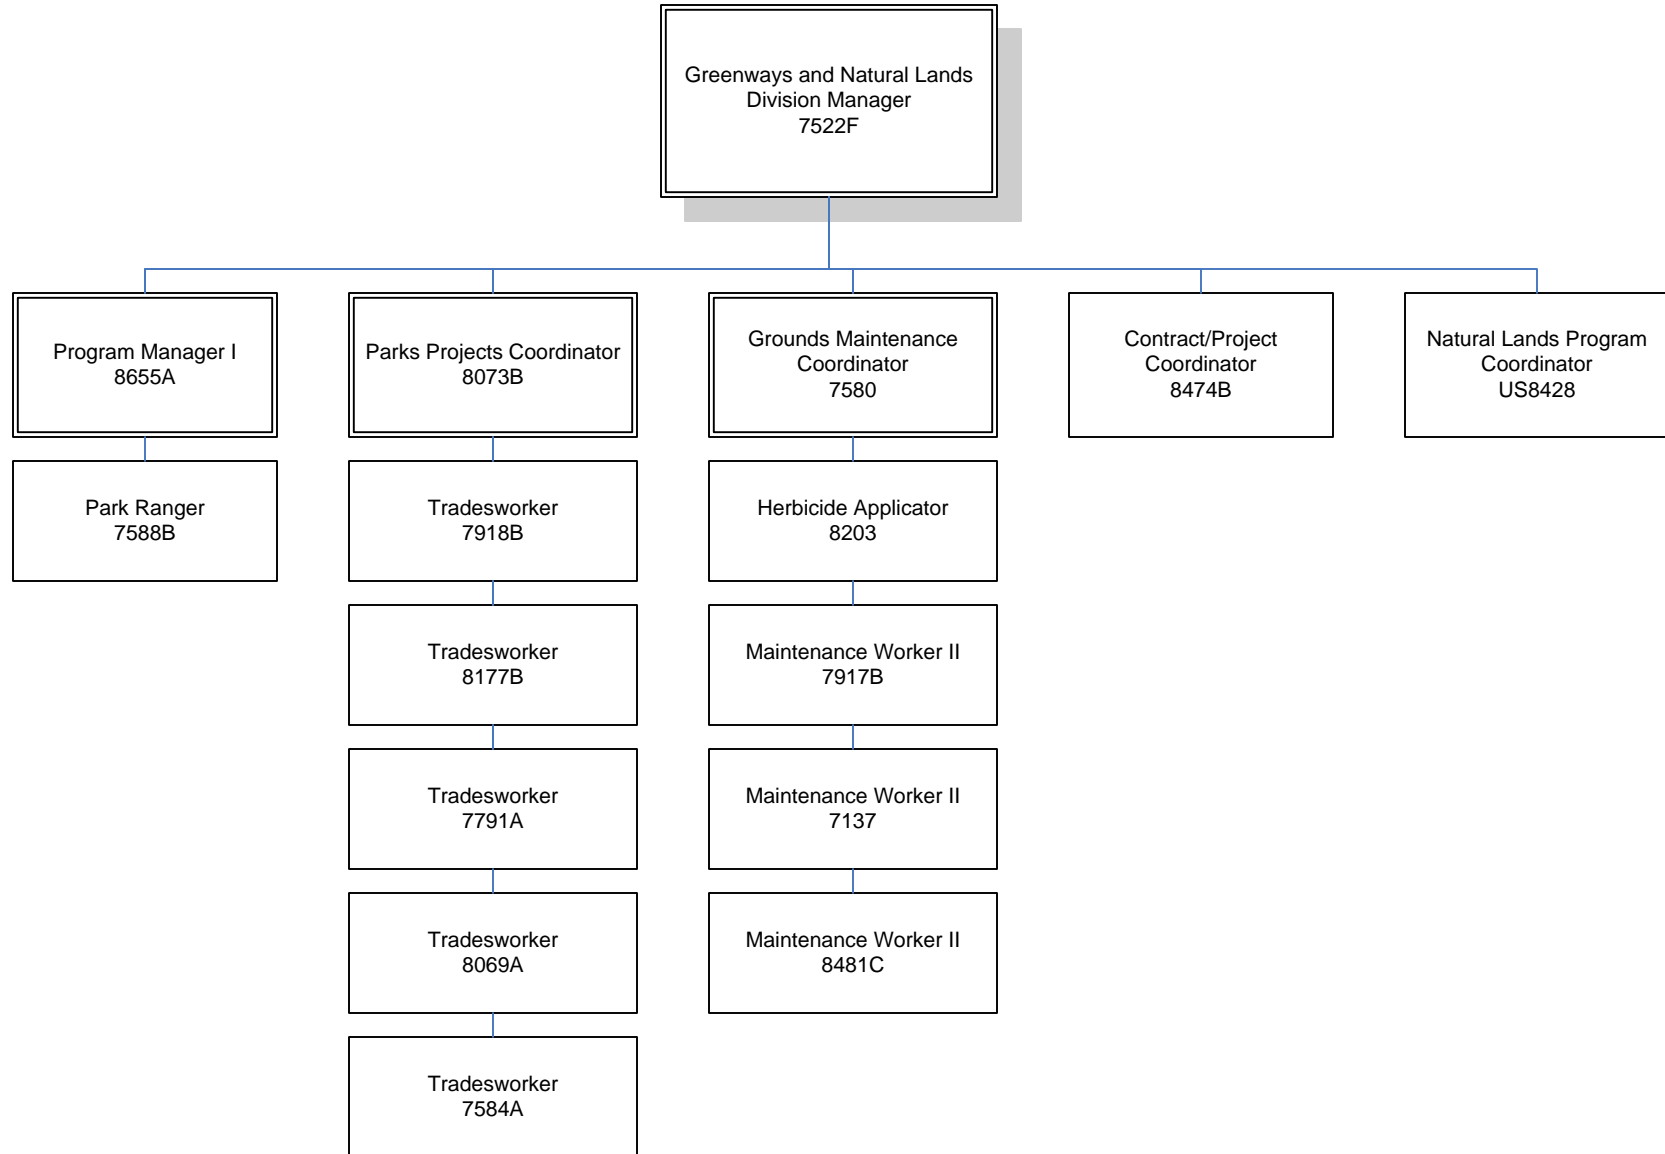 Greenways and Natural Lands
Division Manager
7522F
Program Manager I
8655A
Parks Projects Coordinator
8073B
Grounds Maintenance
Coordinator
7580
Contract/Project
Coordinator
8474B
Natural Lands Program
Coordinator
US8428
Park Ranger
7588B
Tradesworker
7918B
Herbicide Applicator
8203
Tradesworker
8177B
Maintenance Worker II
7917B
Tradesworker
7791A
Maintenance Worker II
7137
Tradesworker
8069A
Maintenance Worker II
8481C
Tradesworker
7584A